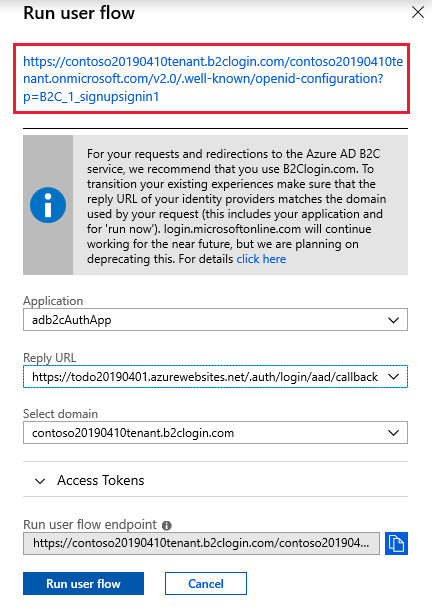 Run user flow
https://contoso20190410tenant.b2clogin.com/contoso20190410te
nant.onmicrosoft.com/v2.0/.well-known/openid-configuration?
p=B2C_1_signupsignin1
For your requests and redirections to the Azure AD B2C
service, we recommend that you use B2Clogin.com. To
transition your existing experiences make sure that the
reply URL of your identity providers matches the domain
used by your request (this includes your application and
for 'run now'). login.microsoftonline.com will continue
working for the near future, but we are planning on
deprecating this. For details click here
Application
adb2cAuthApp
Reply URL
https://todo20190401.azurewebsites.net/.auth/login/aad/callback
Select domain
contoso20190410tenant.b2clogin.com
Access Tokens
Run user flow endpoint
https://contoso20190410tenant.b2clogin.com/contoso201904...
Run user flow
Cancel